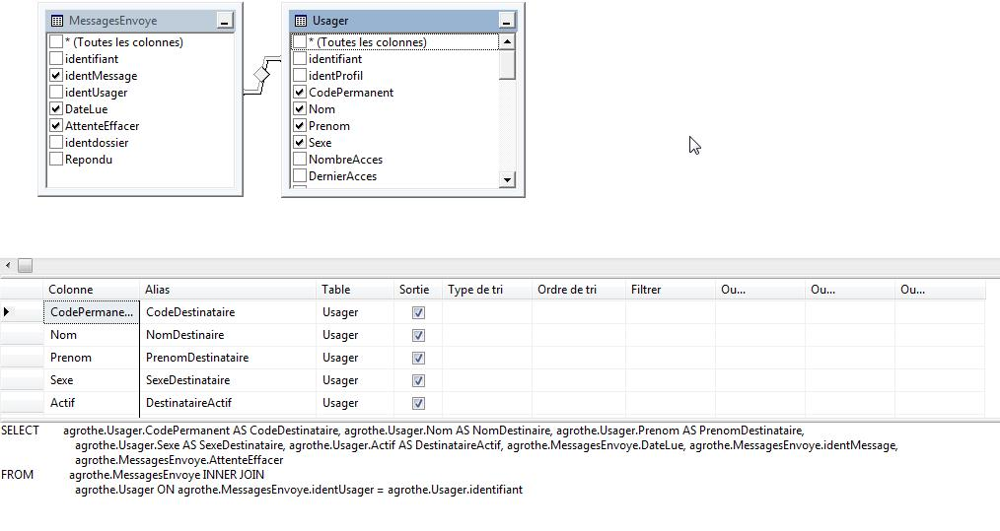 MessagesEnvoye
* (Toutes les colonnes)
identifiant
identMessage
identUsager
DateLue
AttenteEffacer
identdossier
Repondu
Usager
* (Toutes les colonnes)
identifiant
identProfil
CodePermanent
Nom
Prenom
Sexe
NombreAcces
DernierAcces
Colonne Alias Table Sortie Type de tri Ordre de tri Filtrer Ou... Ou... Ou...
CodePermane... CodeDestinataire Usager
Nom NomDestinaire Usager
Prenom PrenomDestinataire Usager
Sexe SexeDestinataire Usager
Actif DestinataireActif Usager
SELECT agrothe.Usager.CodePermanent AS CodeDestinataire, agrothe.Usager.Nom AS NomDestinaire, agrothe.Usager.Prenom AS PrenomDestinataire,
agrothe.Usager.Sexe AS SexeDestinataire, agrothe.Usager.Actif AS DestinataireActif, agrothe.MessagesEnvoye.DateLue, agrothe.MessagesEnvoye.identMessage,
agrothe.MessagesEnvoye.AttenteEffacer
FROM agrothe.MessagesEnvoye INNER JOIN
agrothe.Usager ON agrothe.MessagesEnvoye.identUsager = agrothe.Usager.identifiant